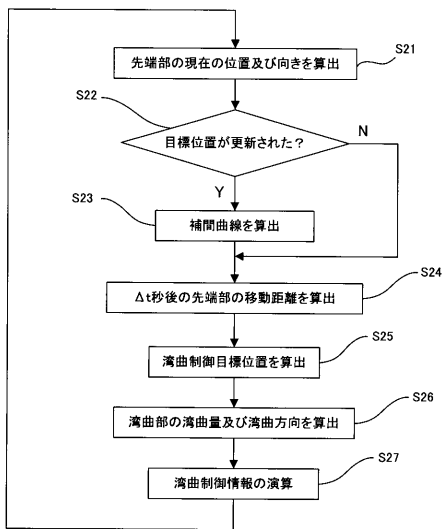 先端部の現在の位置及び向きを算出
S21
S22
目標位置が更新された?
N
Y
S23
補間曲線を算出
S24
Δt秒後の先端部の移動距離を算出
S25
湾曲制御目標位置を算出
S26
湾曲部の湾曲量及び湾曲方向を算出
S27
湾曲制御情報の演算